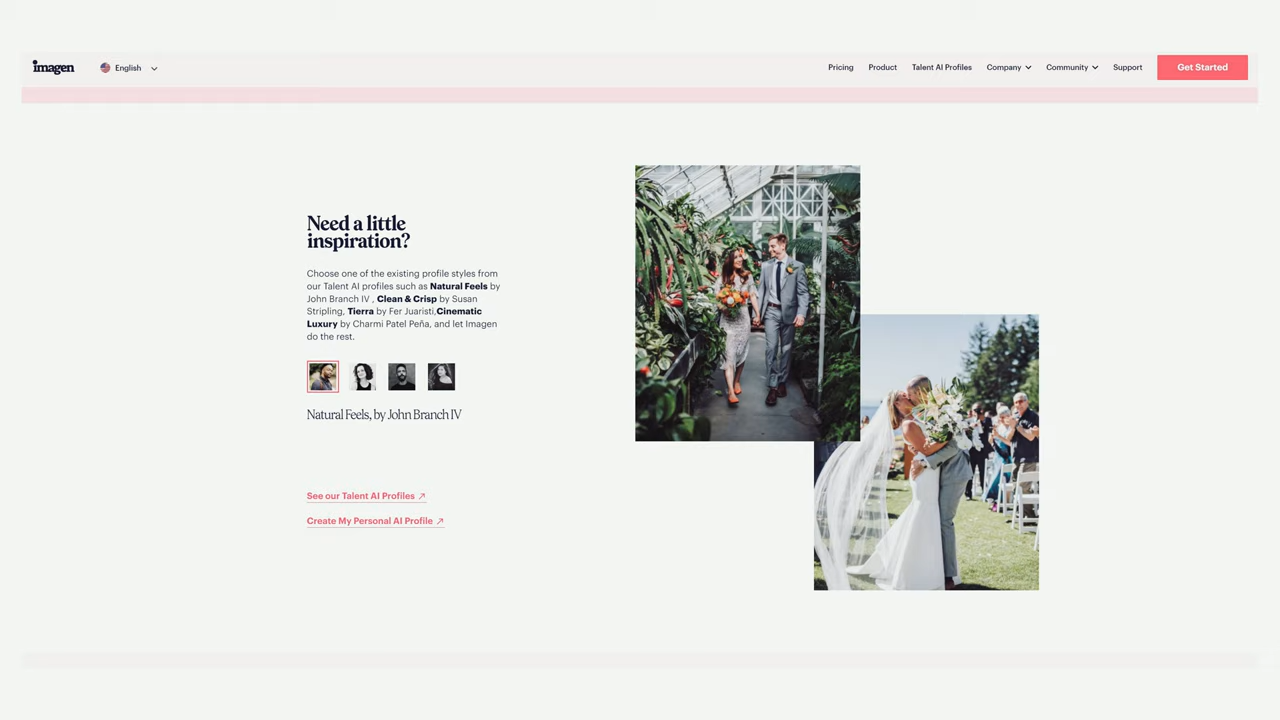 imagen English Pricing Product Talent AI Profiles Company Community Support Get Started
Need a little
inspiration?
Choose one of the existing profile styles from
our Talent AI profiles such as Natural Feels by
John Branch IV , Clean & Crisp by Susan
Stripling, Tierra by Fer Juaristi,Cinematic
Luxury by Charmi Patel Peña, and let Imagen
do the rest.
Natural Feels, by John Branch IV
See our Talent AI Profiles ↗
Create My Personal AI Profile ↗